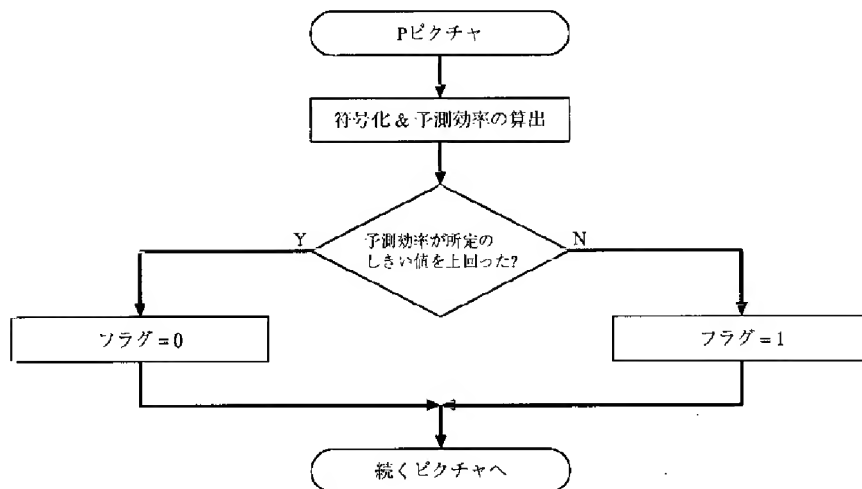 Pピクチャ
符号化 & 予測効率の算出
Y
予測効率が所定の
しきい値を上回った?
N
フラグ = 0
フラグ = 1
続くピクチャへ